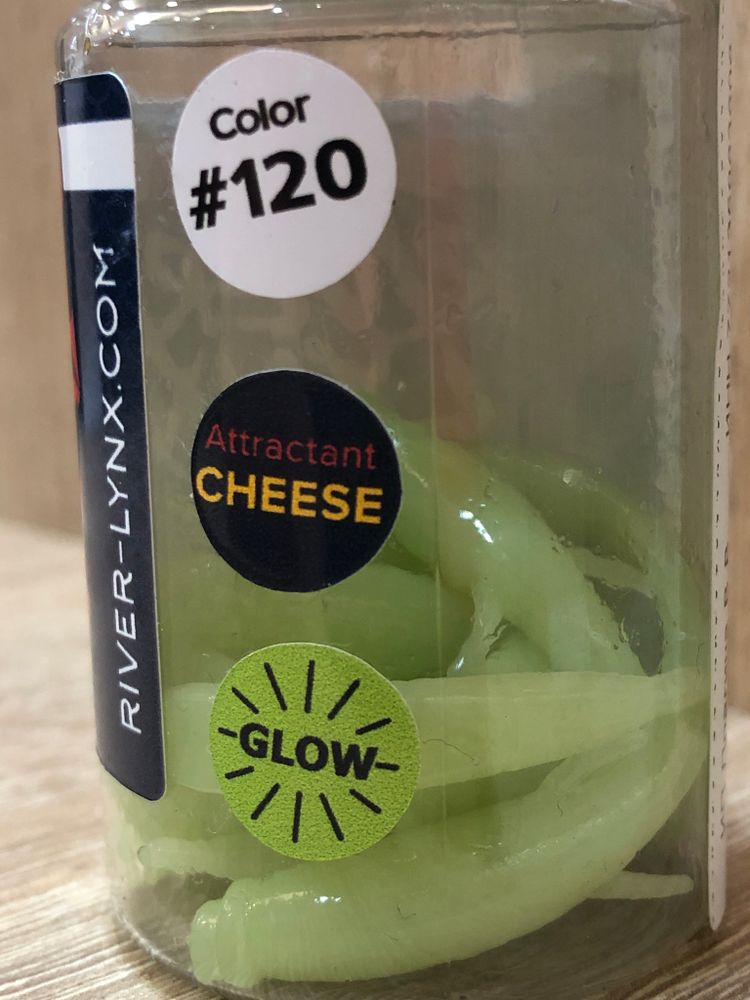 Color
#120
RIVER-LYNX.COM
Attractant
CHEESE
GLOW